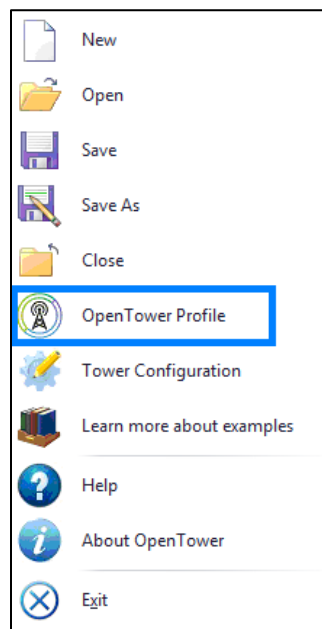 New
Open
Save
Save As
Close
OpenTower Profile
Tower Configuration
Learn more about examples
Help
About OpenTower
Exit